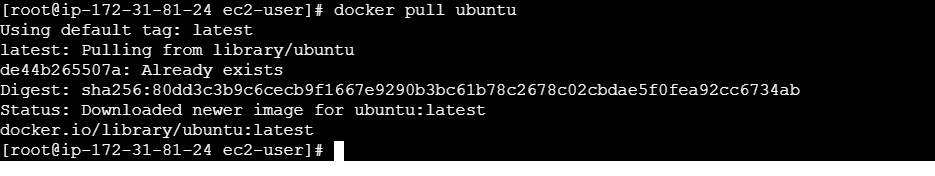 [root@ip-172-31-81-24 ec2-user]# docker pull ubuntu
Using default tag: latest
latest: Pulling from library/ubuntu
de44b265507a: Already exists
Digest: sha256:80dd3c3b9c6cecb9f1667e9290b3bc61b78c2678c02cbdae5f0fea92cc6734ab
Status: Downloaded newer image for ubuntu:latest
docker.io/library/ubuntu:latest
[root@ip-172-31-81-24 ec2-user]#